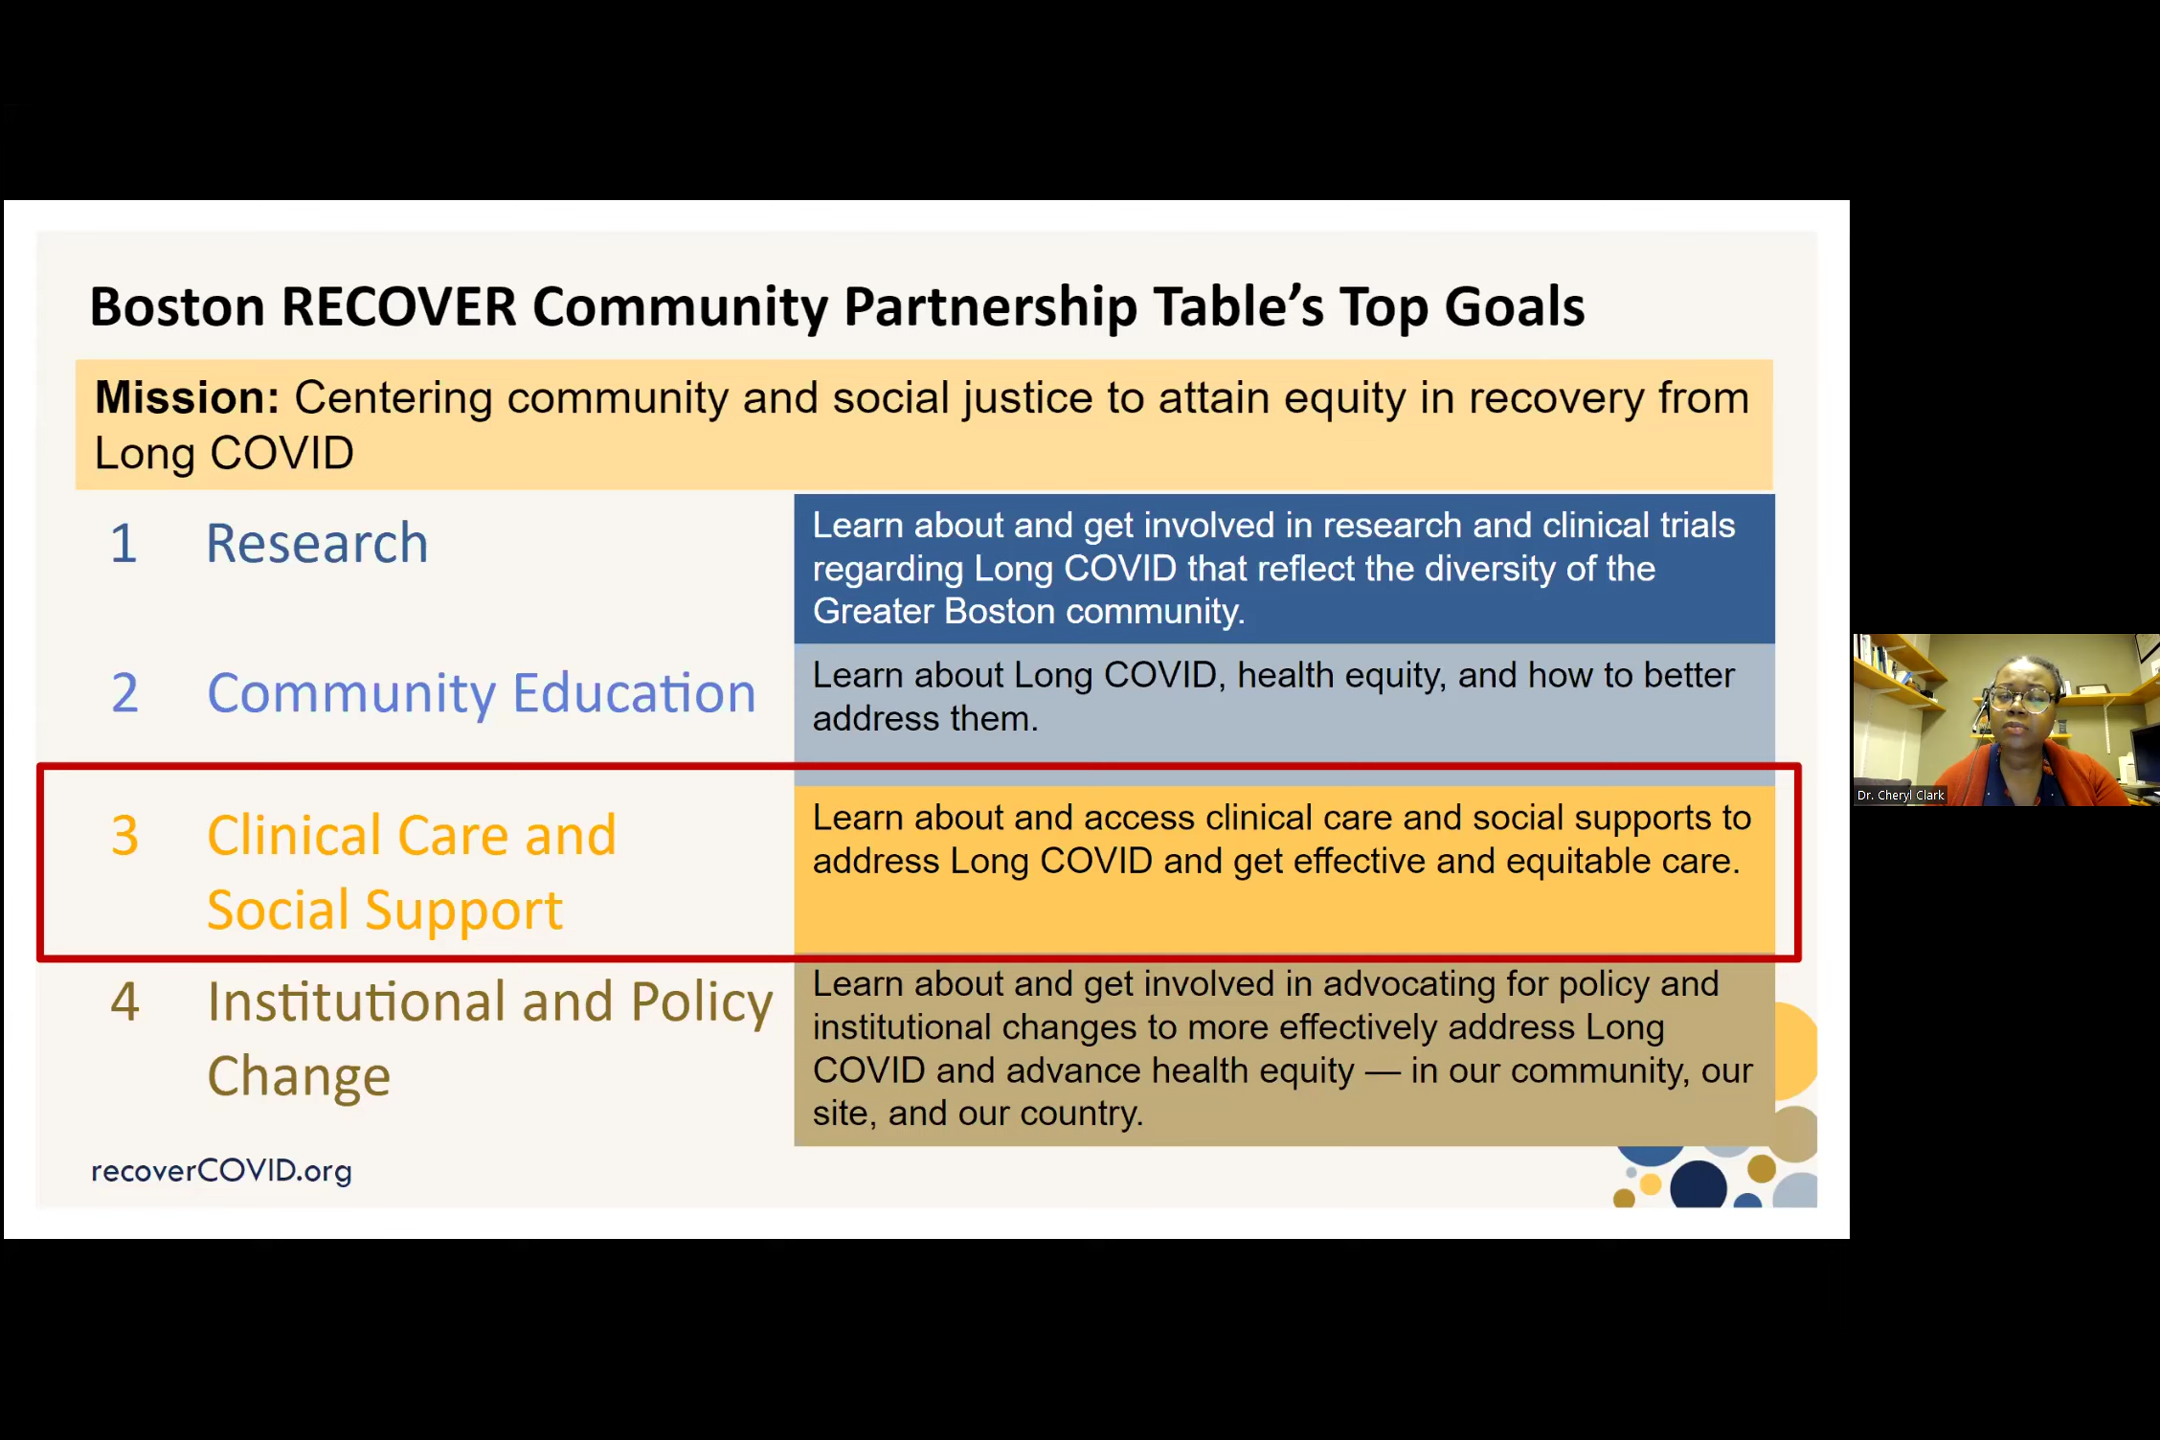 Boston RECOVER Community Partnership Table’s Top Goals
Mission: Centering community and social justice to attain equity in recovery from
Long COVID
1 Research
Learn about and get involved in research and clinical trials
regarding Long COVID that reflect the diversity of the
Greater Boston community.
2 Community Education
Learn about Long COVID, health equity, and how to better
address them.
3 Clinical Care and
Social Support
Learn about and access clinical care and social supports to
address Long COVID and get effective and equitable care.
4 Institutional and Policy
Change
Learn about and get involved in advocating for policy and
institutional changes to more effectively address Long
COVID and advance health equity — in our community, our
site, and our country.
recoverCOVID.org
Dr. Cheryl Clark